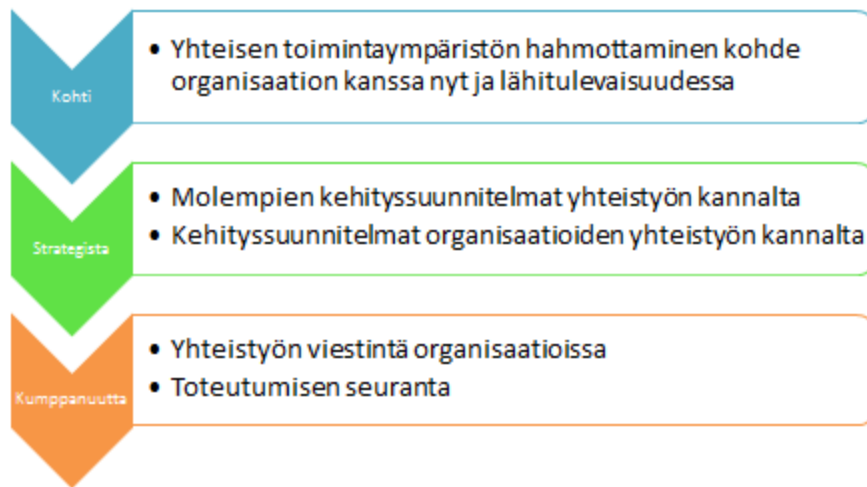 Kohti
• Yhteisen toimintaympäristön hahmottaminen kohde
organisaation kanssa nyt ja lähitulevaisuudessa
Strategista
• Molempien kehityssuunnitelmat yhteistyön kannalta
• Kehityssuunnitelmat organisaatioiden yhteistyön kannalta
Kumppanuutta
• Yhteistyön viestintä organisaatioissa
• Toteutumisen seuranta